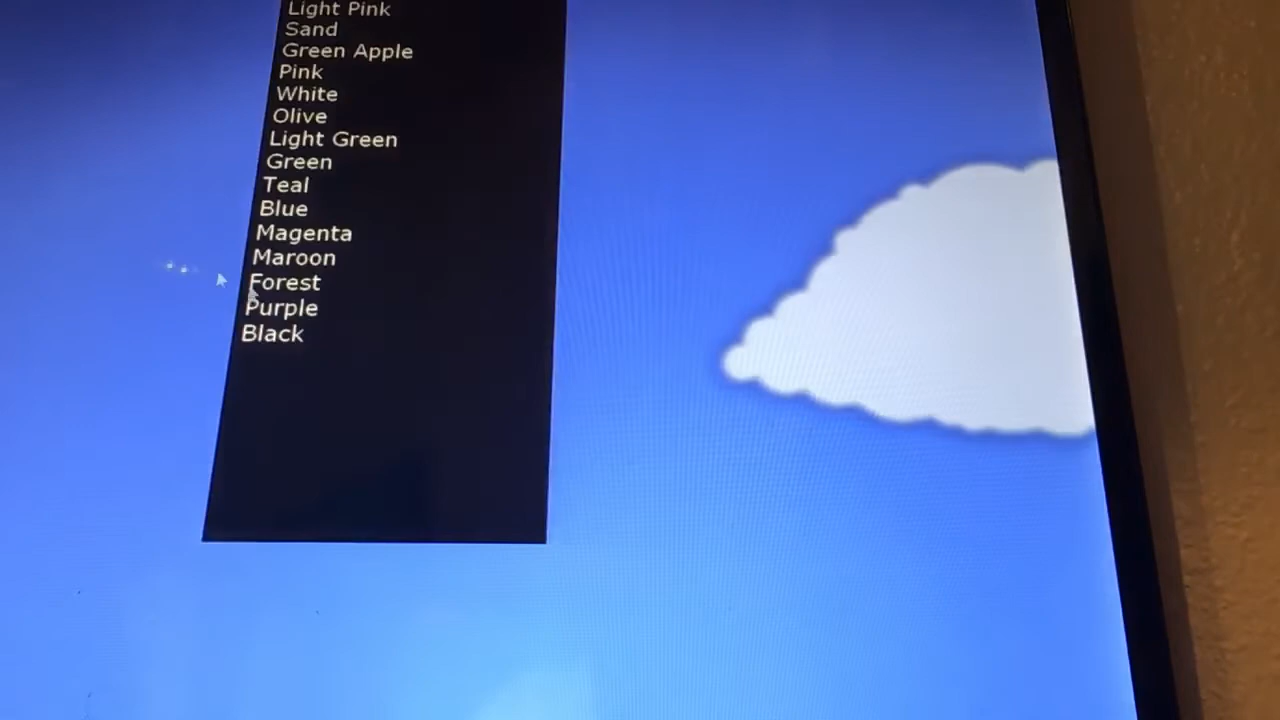 Light Pink
Sand
Green Apple
Pink
White
Olive
Light Green
Green
Teal
Blue
Magenta
Maroon
Forest
Purple
Black